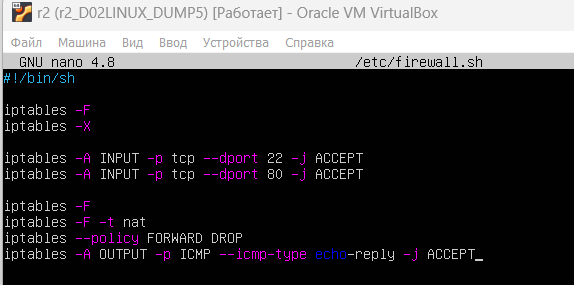 r2 (r2_D02LINUX_DUMP5) [Работает] - Oracle VM VirtualBox
Файл Машина Вид Ввод Устройства Справка
GNU nano 4.8 /etc/firewall.sh
#!/bin/sh
iptables -F
iptables -X
iptables -A INPUT -p tcp --dport 22 -j ACCEPT
iptables -A INPUT -p tcp --dport 80 -j ACCEPT
iptables -F
iptables -F -t nat
iptables --policy FORWARD DROP
iptables -A OUTPUT -p ICMP --icmp-type echo-reply -j ACCEPT